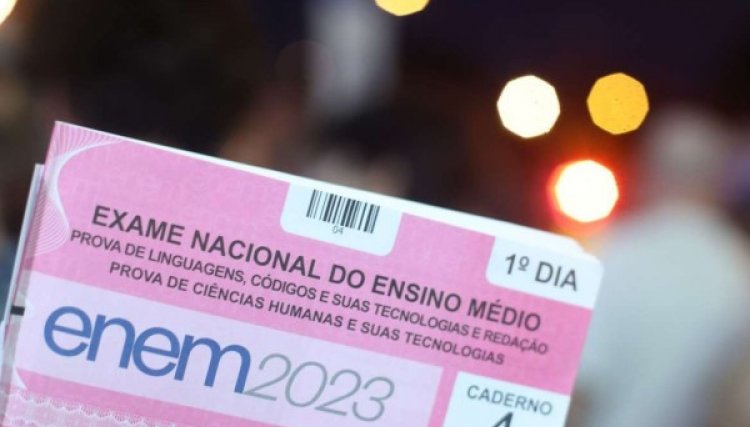 04
1º DIA
EXAME NACIONAL DO ENSINO MÉDIO
PROVA DE LINGUAGENS, CÓDIGOS E SUAS TECNOLOGIAS E REDAÇÃO
PROVA DE CIÊNCIAS HUMANAS E SUAS TECNOLOGIAS
enem2023
CADERNO